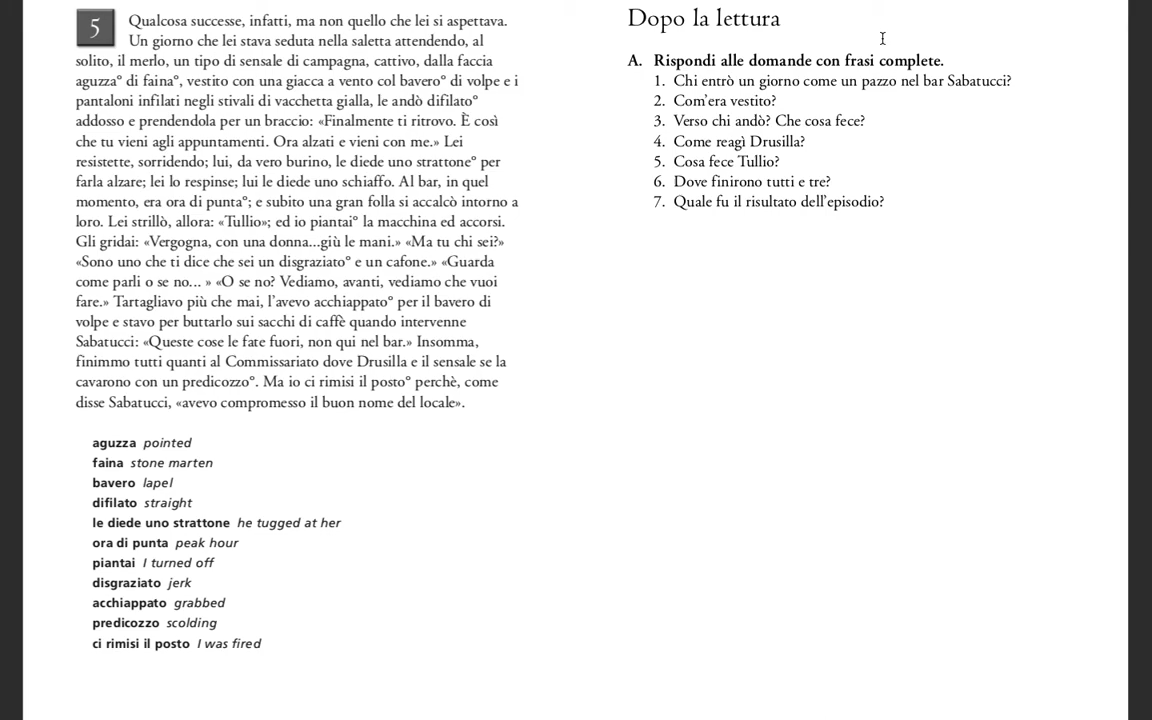 5
Qualcosa successe, infatti, ma non quello che lei si aspettava.
Un giorno che lei stava seduta nella saletta attendendo, al
solito, il merlo, un tipo di sensale di campagna, cattivo, dalla faccia
aguzza° di faina°, vestito con una giacca a vento col bavero° di volpe e i
pantaloni infilati negli stivali di vacchetta gialla, le andò difilato°
addosso e prendendola per un braccio: «Finalmente ti ritrovo. È così
che tu vieni agli appuntamenti. Ora alzati e vieni con me.» Lei
resistette, sorridendo; lui, da vero burino, le diede uno strattone° per
farla alzare; lei lo respinse; lui le diede uno schiaffo. Al bar, in quel
momento, era ora di punta°; e subito una gran folla si accalcò intorno a
loro. Lei strillò, allora: «Tullio»; ed io piantai° la macchina ed accorsi.
Gli gridai: «Vergogna, con una donna...giù le mani.» «Ma tu chi sei?»
«Sono uno che ti dice che sei un disgraziato° e un cafone.» «Guarda
come parli o se no... » «O se no? Vediamo, avanti, vediamo che vuoi
fare.» Tartagliavo più che mai, l'avevo acchiappato° per il bavero di
volpe e stavo per buttarlo sui sacchi di caffè quando intervenne
Sabatucci: «Queste cose le fate fuori, non qui nel bar.» Insomma,
finimmo tutti quanti al Commissariato dove Drusilla e il sensale se la
cavarono con un predicozzo°. Ma io ci rimisi il posto° perchè, come
disse Sabatucci, «avevo compromesso il buon nome del locale».
aguzza pointed
faina stone marten
bavero lapel
difilato straight
le diede uno strattone he tugged at her
ora di punta peak hour
piantai I turned off
disgraziato jerk
acchiappato grabbed
predicozzo scolding
ci rimisi il posto I was fired
Dopo la lettura
A. Rispondi alle domande con frasi complete.
1. Chi entrò un giorno come un pazzo nel bar Sabatucci?
2. Com'era vestito?
3. Verso chi andò? Che cosa fece?
4. Come reagì Drusilla?
5. Cosa fece Tullio?
6. Dove finirono tutti e tre?
7. Quale fu il risultato dell'episodio?